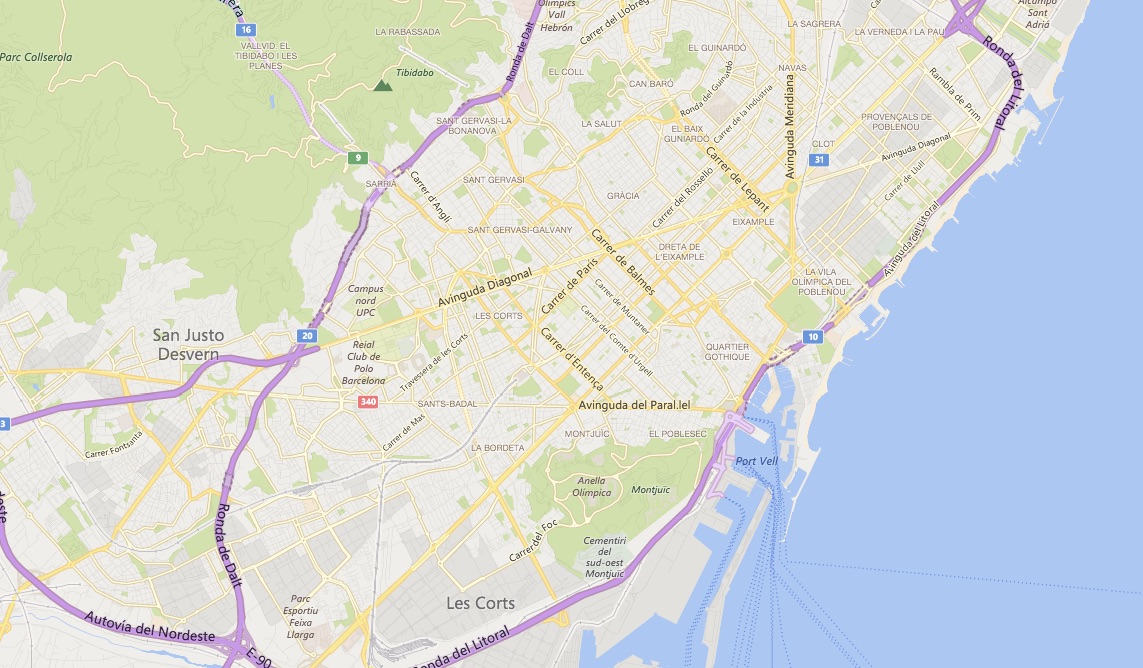 Olímpics
Vall
Hebrón
16
VALLVID. EL
TIBIDABO I LES
PLANES
Parc Collserola
LA RABASSADA
Tibidabo
Ronda de Dalt
Carrer del Llobreg
EL COLL
EL GUINARDÓ
CAN BARÓ
Ronda del Guinardó
LA SAGRERA
LA VERNEDA I LA PAU
Alcampo
Sant
Adrià
Ronda del Litoral
NAVAS
Avinguda Meridiana
Rambla de Prim
PROVENÇALS DE
POBLENOU
SANT GERVASI-LA
BONANOVA
LA SALUT
EL BAIX
GUNIARDÓ
Carrer de la Industria
CLOT
31
Avinguda Diagonal
Carrer de Llull
9
SARRIÀ
Carrer d'Anglí
SANT GERVASI
GRÀCIA
Carrer del Rosselló
Carrer de Lepant
EIXAMPLE
SANT GERVASI-GALVANY
Carrer de Balmes
DRETA DE
L'EIXAMPLE
Avinguda del Litoral
LA VILA
OLÍMPICA DEL
POBLENOU
Campus
nord
UPC
Avinguda Diagonal
Carrer de París
Carrer de Muntaner
LES CORTS
Carrer del Comte d'Urgell
San Justo
Desvern
20
10
Reial
Club de
Polo
Barcelona
Travessera de les Corts
Carrer d'Entença
QUARTIER
GOTHIQUE
340
SANTS-BADAL
Avinguda del Paral.lel
3
Carrer Fontsanta
Carrer de Mas
LA BORDETA
MONTJUÏC
EL POBLESEC
Port Vell
Anella
Olímpica
Montjuïc
Ronda de Dalt
Carrer del Foc
Cementiri
del
sud-oest
Montjuïc
Parc
Esportiu
Feixa
Llarga
Les Corts
Autovía del Nordeste
E-90
Ronda del Litoral